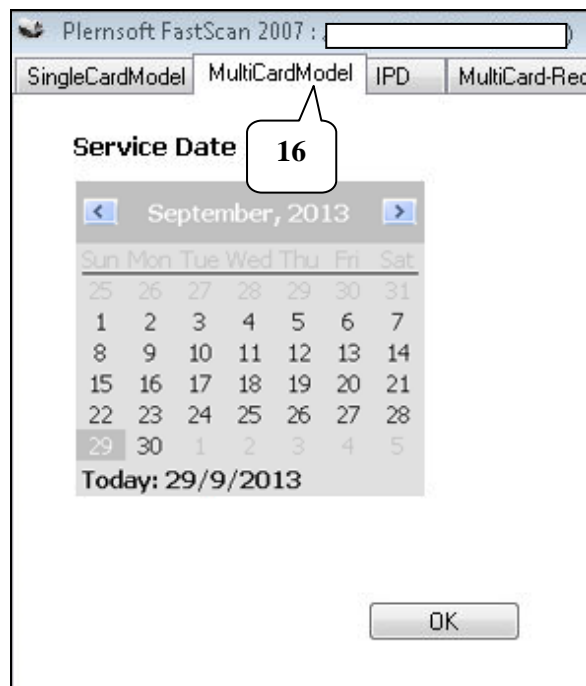 Plernsoft FastScan 2007 : , )
SingleCardModel MultiCardModel IPD MultiCard-Rec
16
Service Date
September, 2013
Sun Mon Tue Wed Thu Fri Sat
25 26 27 28 29 30 31
1 2 3 4 5 6 7
8 9 10 11 12 13 14
15 16 17 18 19 20 21
22 23 24 25 26 27 28
29 30 1 2 3 4 5
Today: 29/9/2013
OK